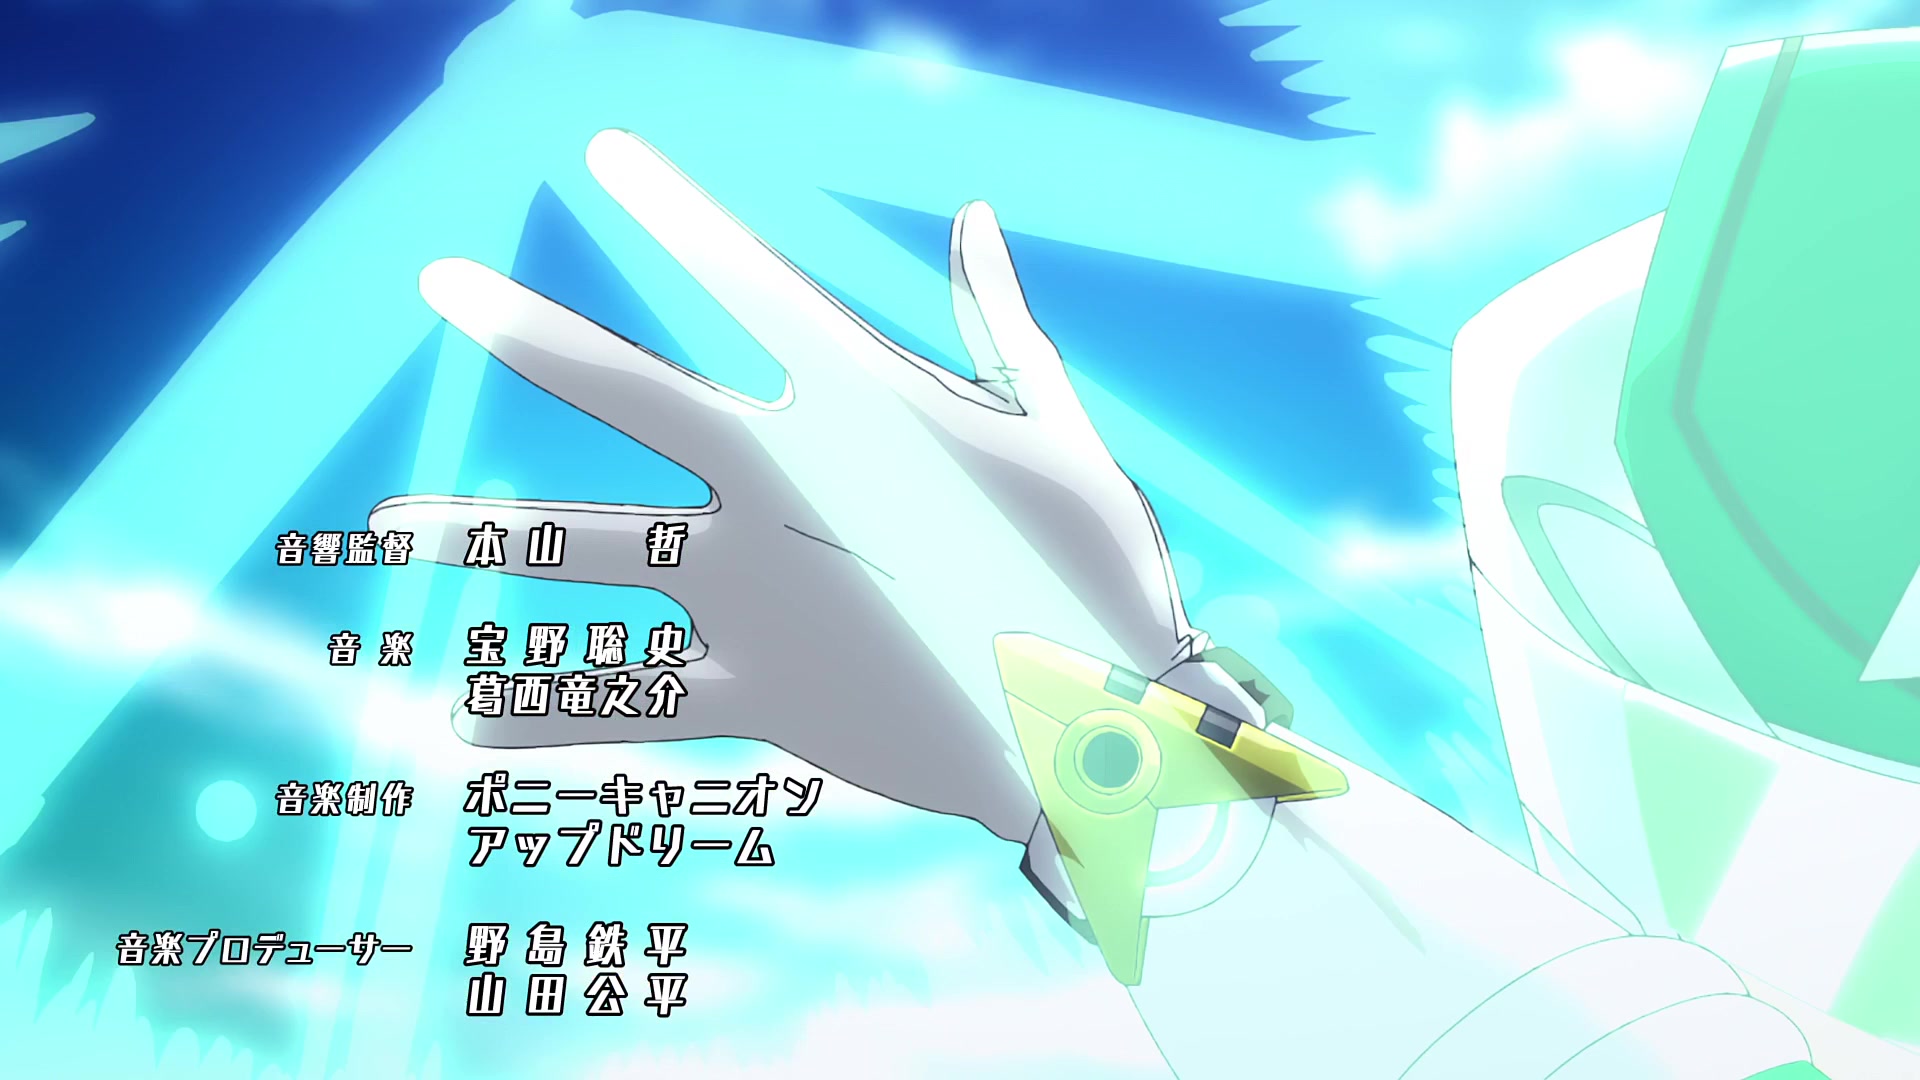 音響監督 本山 哲
音楽 宝野聡史
葛西竜之介
音楽制作 ポニーキャニオン
アップドリーム
音楽プロデューサー 野島鉄平
山田公平